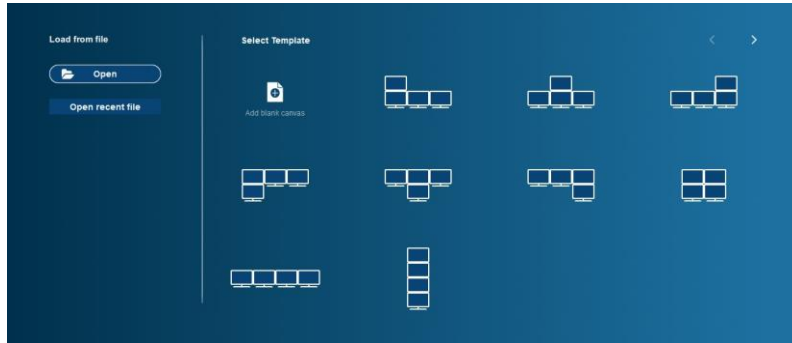 Load from file
Select Template
Open
Open recent file
Add blank canvas